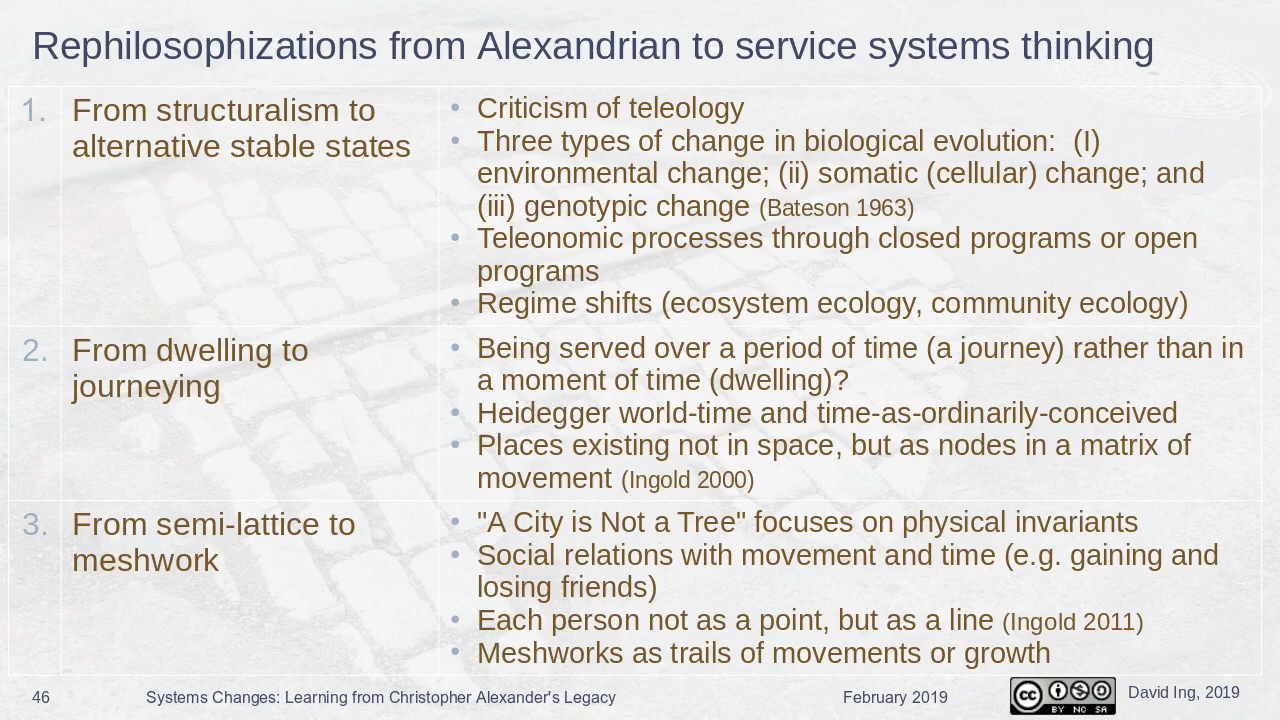 Rephilosophizations from Alexandrian to service systems thinking
1. From structuralism to
alternative stable states
• Criticism of teleology
• Three types of change in biological evolution:  (I)
environmental change; (ii) somatic (cellular) change; and
(iii) genotypic change (Bateson 1963)
• Teleonomic processes through closed programs or open
programs
• Regime shifts (ecosystem ecology, community ecology)
2. From dwelling to
journeying
• Being served over a period of time (a journey) rather than in
a moment of time (dwelling)?
• Heidegger world-time and time-as-ordinarily-conceived
• Places existing not in space, but as nodes in a matrix of
movement (Ingold 2000)
3. From semi-lattice to
meshwork
• "A City is Not a Tree" focuses on physical invariants
• Social relations with movement and time (e.g. gaining and
losing friends)
• Each person not as a point, but as a line (Ingold 2011)
• Meshworks as trails of movements or growth
46
Systems Changes: Learning from Christopher Alexander's Legacy
February 2019
cc
BY NC SA
David Ing, 2019